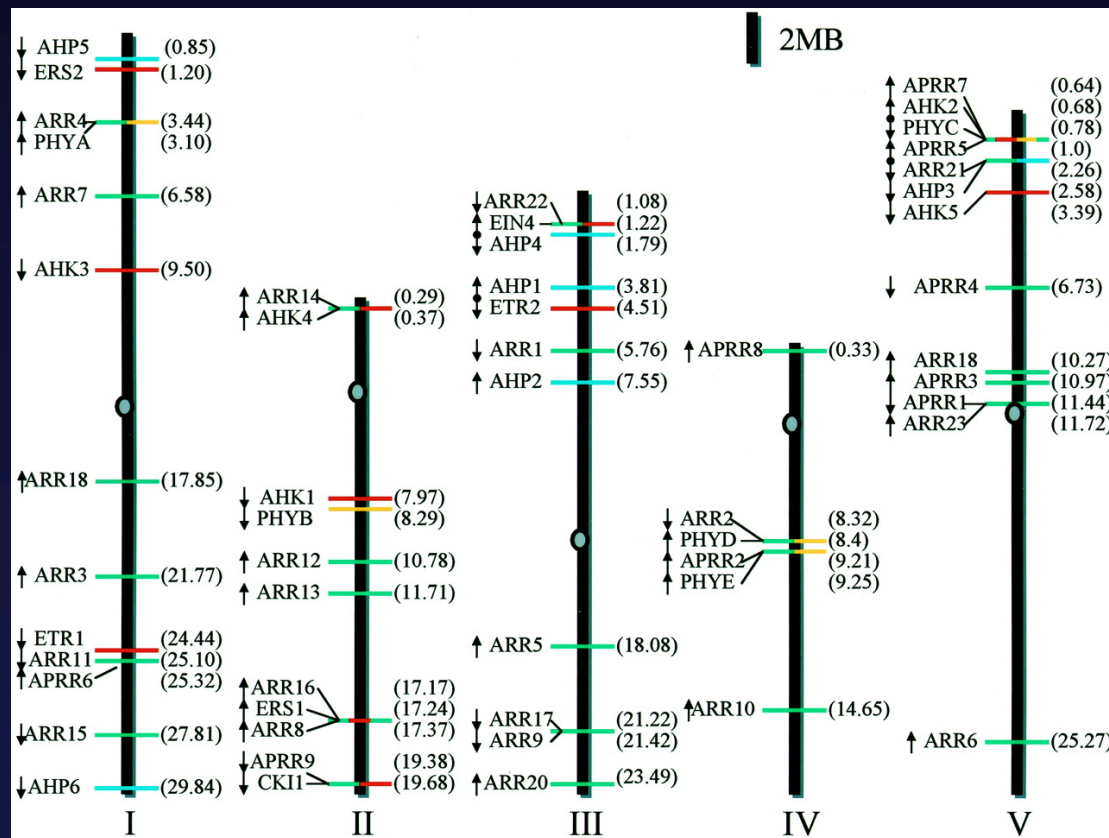 2MB
AHP5 (0.85)
ERS2 (1.20)
ARR4 (3.44)
PHYA (3.10)
ARR7 (6.58)
AHK3 (9.50)
ARR18 (17.85)
ARR3 (21.77)
ETR1 (24.44)
ARR11 (25.10)
APRR6 (25.32)
ARR15 (27.81)
AHP6 (29.84)
I
ARR14 (0.29)
AHK4 (0.37)
AHK1 (7.97)
PHYB (8.29)
ARR12 (10.78)
ARR13 (11.71)
ARR16 (17.17)
ERS1 (17.24)
ARR8 (17.37)
APRR9 (19.38)
CKI1 (19.68)
II
ARR22 (1.08)
EIN4 (1.22)
AHP4 (1.79)
AHP1 (3.81)
ETR2 (4.51)
ARR1 (5.76)
AHP2 (7.55)
ARR5 (18.08)
ARR17 (21.22)
ARR9 (21.42)
ARR20 (23.49)
III
APRR8 (0.33)
ARR2 (8.32)
PHYD (8.4)
APRR2 (9.21)
PHYE (9.25)
ARR10 (14.65)
IV
APRR7 (0.64)
AHK2 (0.68)
PHYC (0.78)
APRR5 (1.0)
ARR21 (2.26)
AHP3 (2.58)
AHK5 (3.39)
APRR4 (6.73)
ARR18 (10.27)
APRR3 (10.97)
APRR1 (11.44)
ARR23 (11.72)
ARR6 (25.27)
V